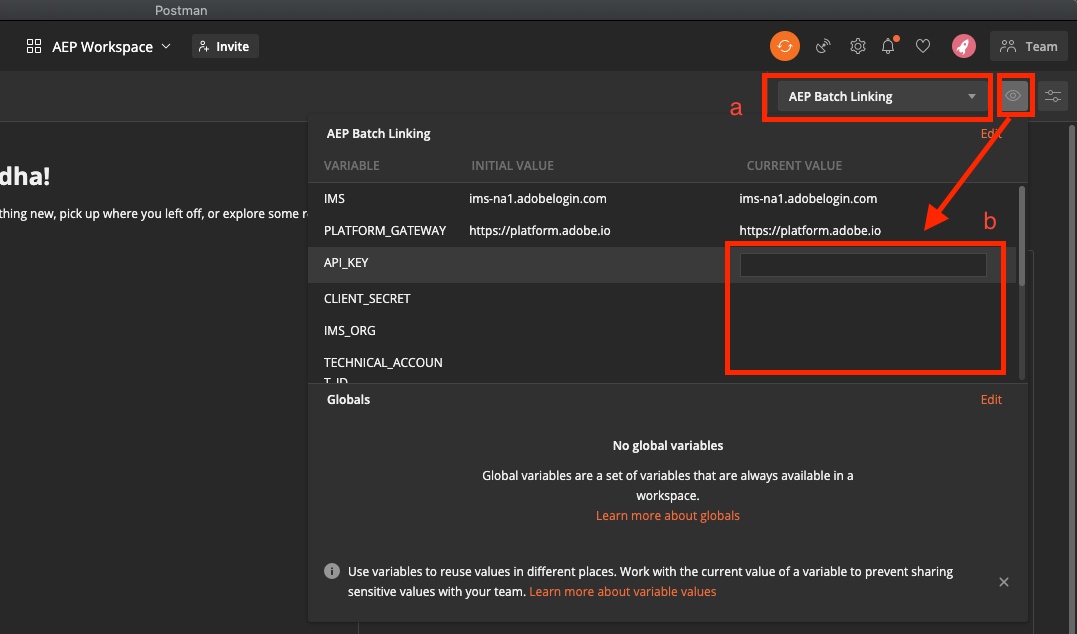 Postman
AEP Workspace
Invite
Team
a
AEP Batch Linking
AEP Batch Linking
Edit
VARIABLE INITIAL VALUE CURRENT VALUE
dha!
IMS ims-na1.adobelogin.com ims-na1.adobelogin.com
thing new, pick up where you left off, or explore some r
b
PLATFORM_GATEWAY https://platform.adobe.io https://platform.adobe.io
API_KEY
CLIENT_SECRET
IMS_ORG
TECHNICAL_ACCOUN
T_ID
Globals
Edit
No global variables
Global variables are a set of variables that are always available in a
workspace.
Learn more about globals
Use variables to reuse values in different places. Work with the current value of a variable to prevent sharing
sensitive values with your team. Learn more about variable values